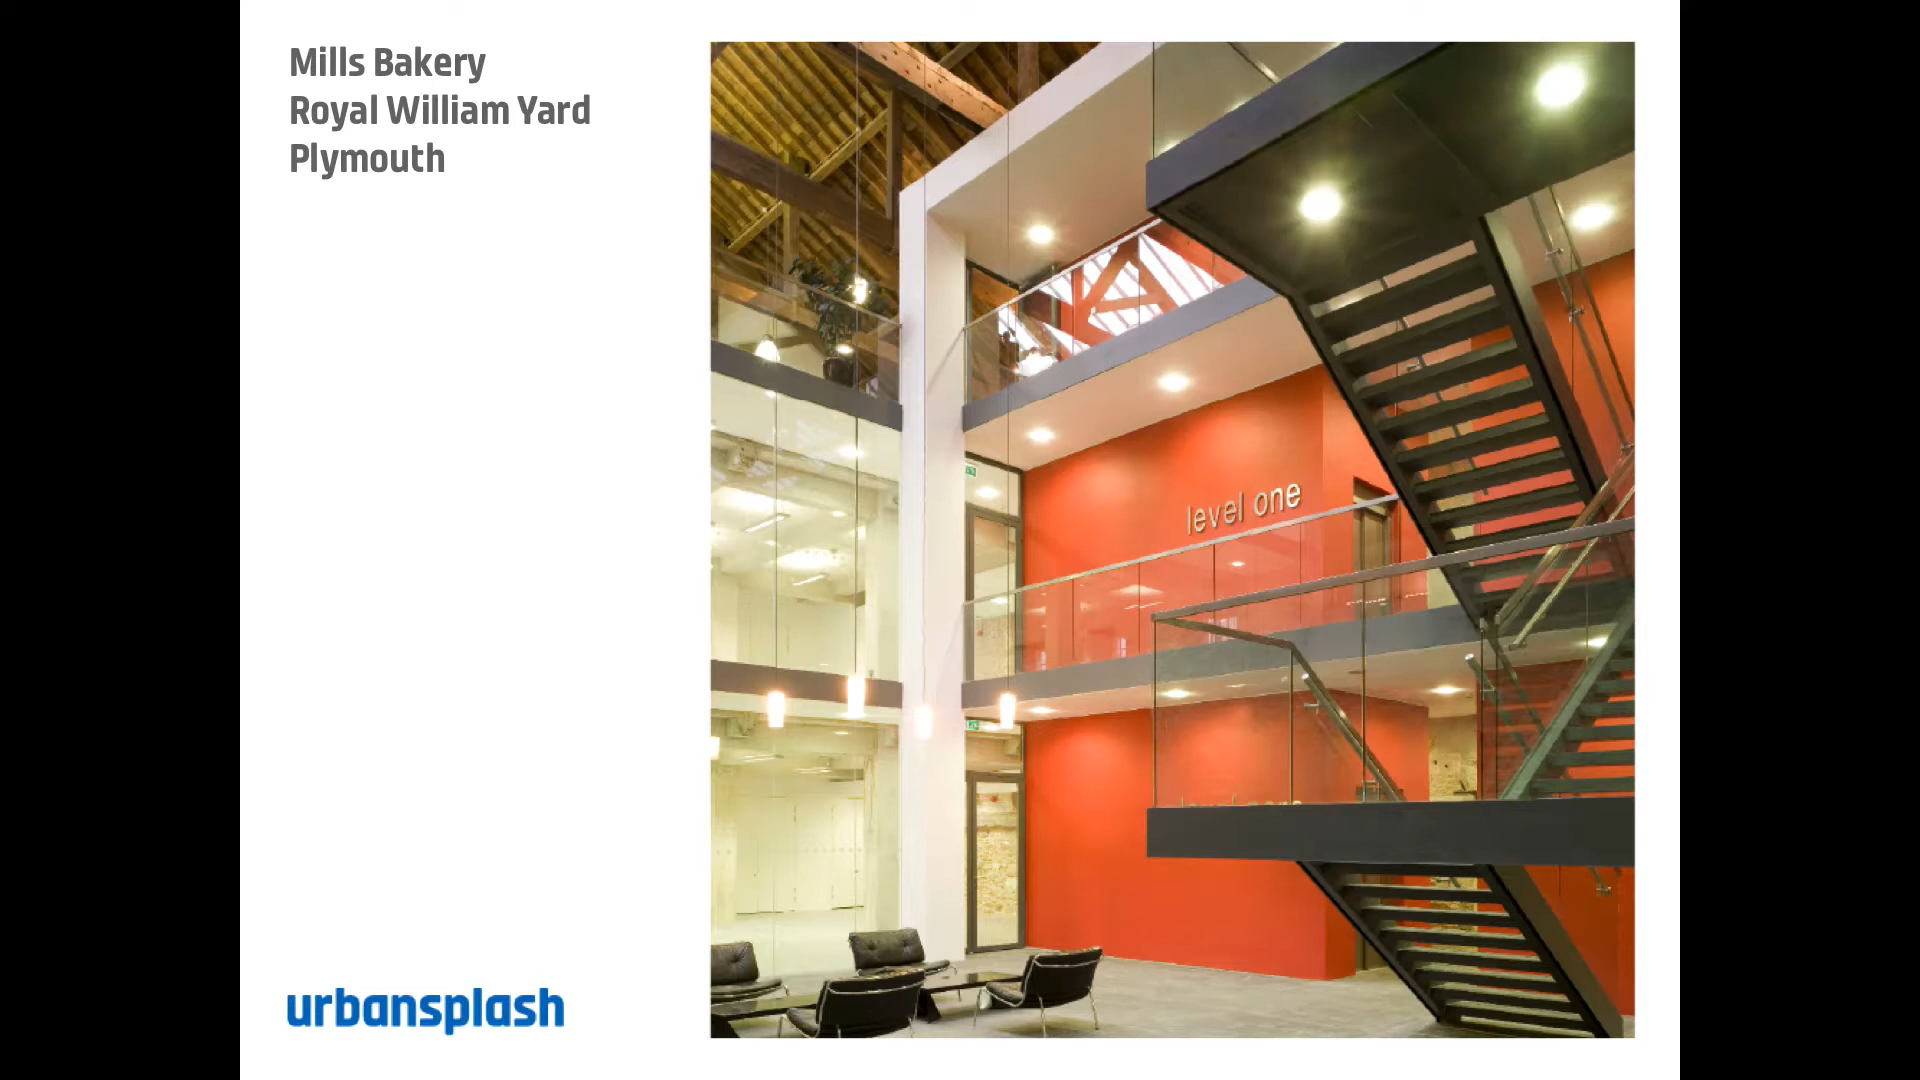 Mills Bakery
Royal William Yard
Plymouth
level one
urbansplash